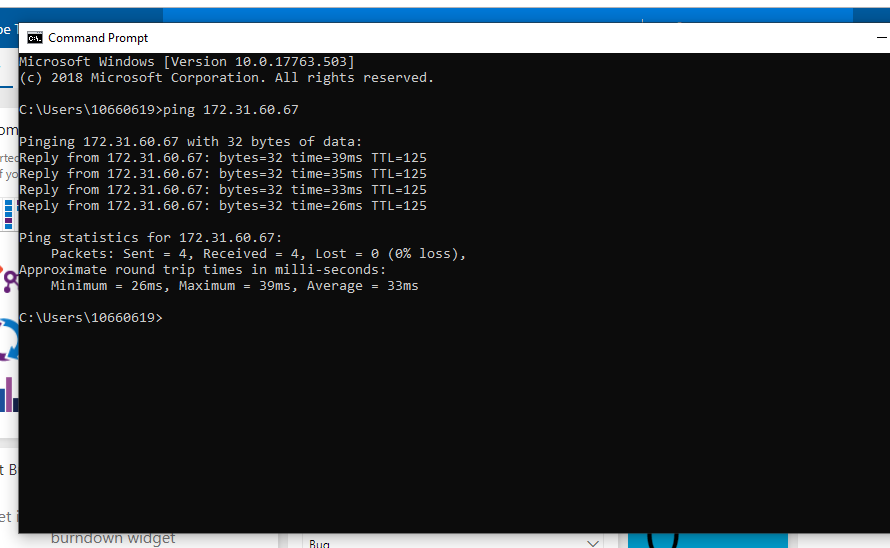 Command Prompt
Microsoft Windows [Version 10.0.17763.503]
(c) 2018 Microsoft Corporation. All rights reserved.
C:\Users\10660619>ping 172.31.60.67
Pinging 172.31.60.67 with 32 bytes of data:
Reply from 172.31.60.67: bytes=32 time=39ms TTL=125
Reply from 172.31.60.67: bytes=32 time=35ms TTL=125
Reply from 172.31.60.67: bytes=32 time=33ms TTL=125
Reply from 172.31.60.67: bytes=32 time=26ms TTL=125
Ping statistics for 172.31.60.67:
Packets: Sent = 4, Received = 4, Lost = 0 (0% loss),
Approximate round trip times in milli-seconds:
Minimum = 26ms, Maximum = 39ms, Average = 33ms
C:\Users\10660619>
burndown widget
Bug